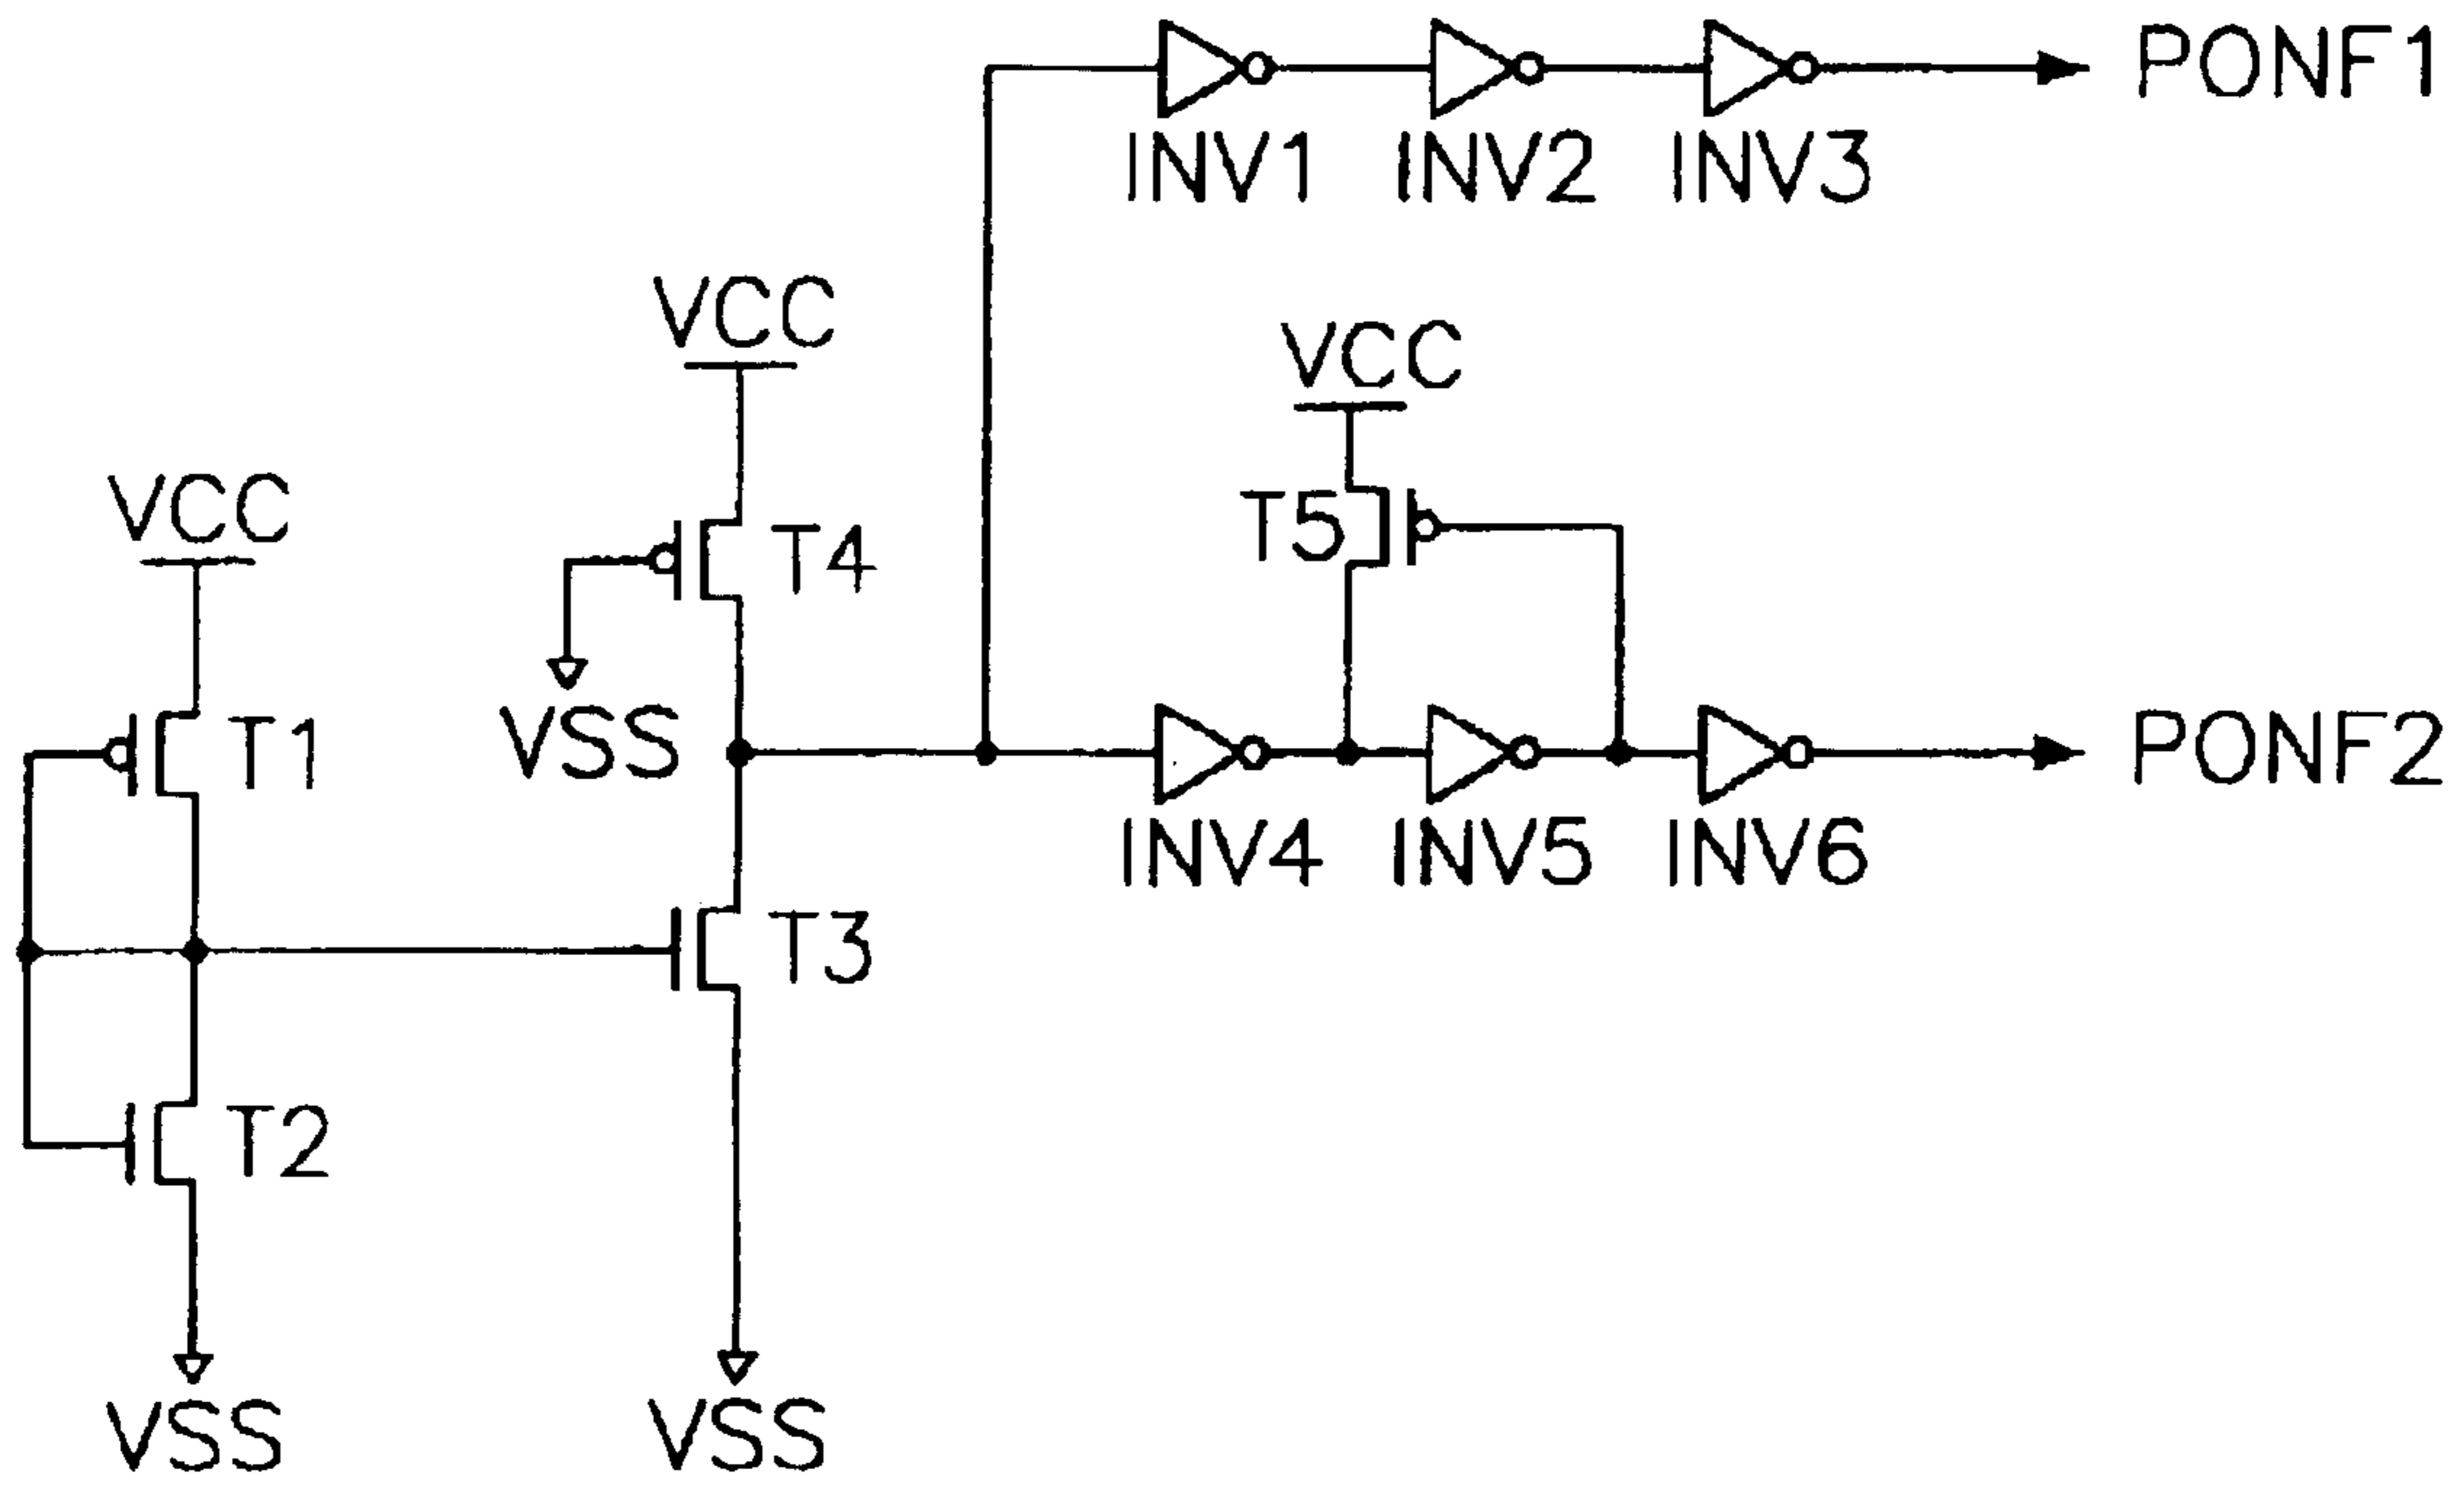 PONF1
INV1 INV2 INV3
VCC
VCC
VCC
T5
T4
VSS
T1
PONF2
INV4 INV5 INV6
T3
T2
VSS
VSS